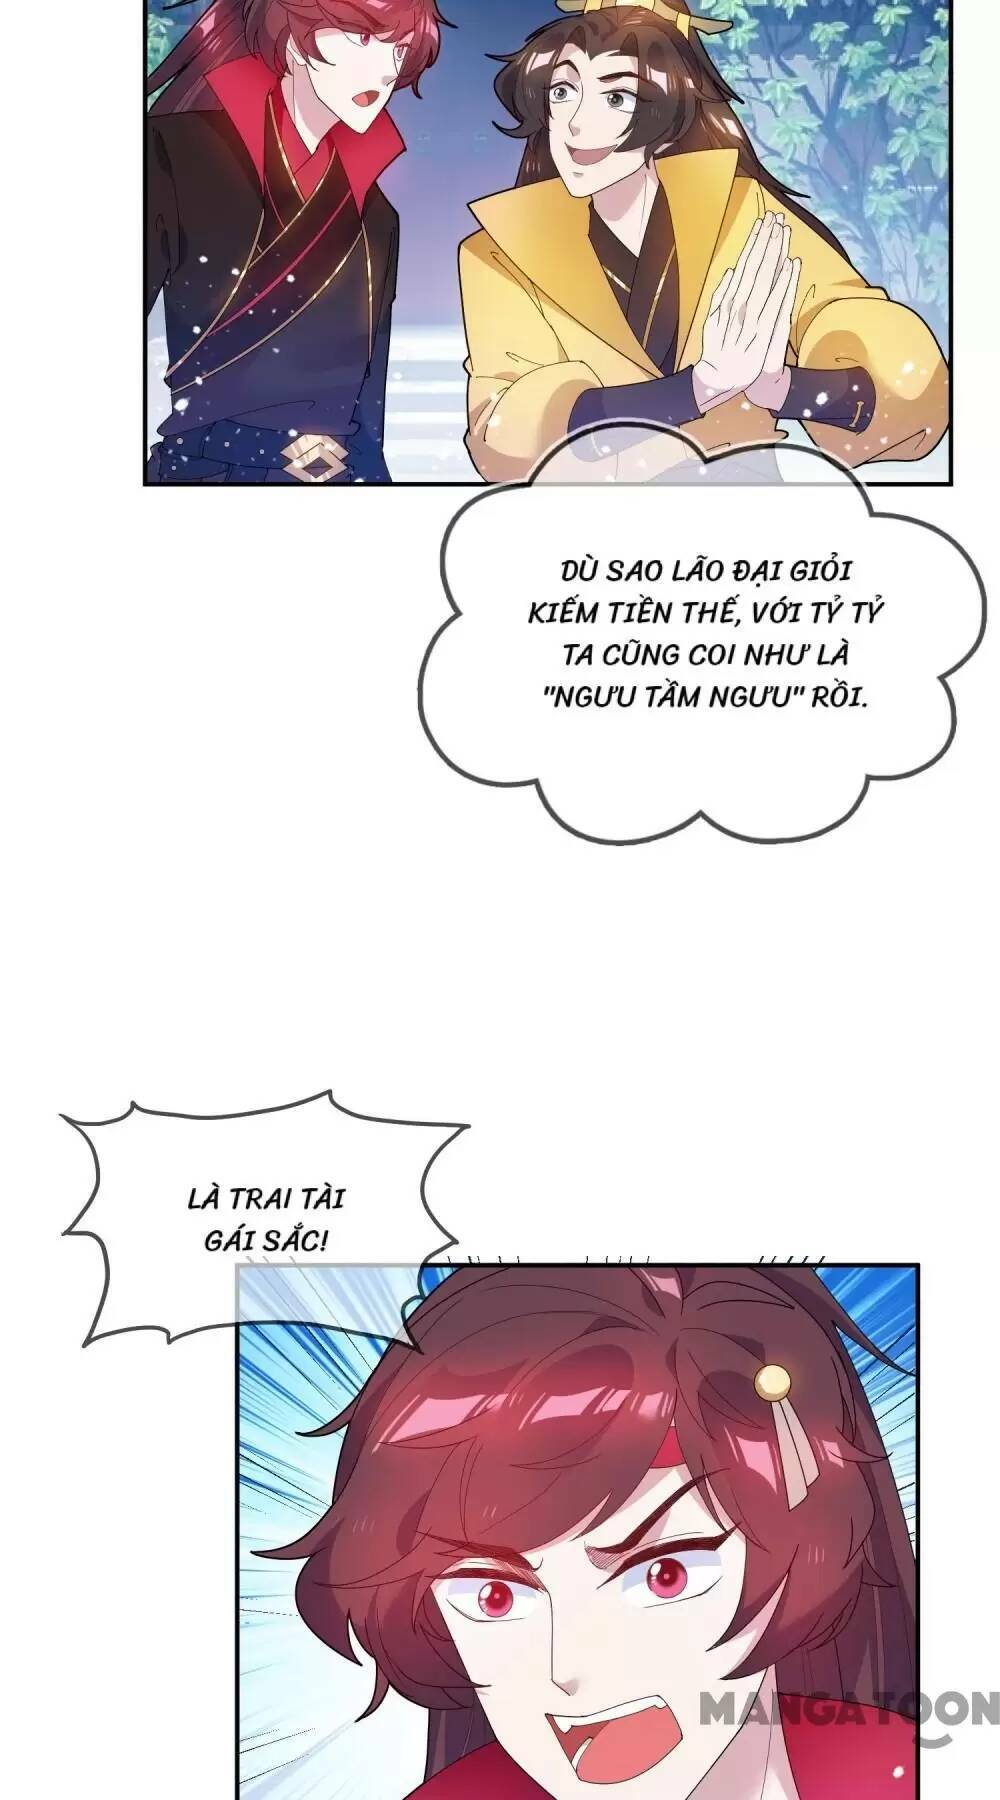 DÙ SAO LÃO ĐẠI GIỎI
KIẾM TIỀN THẾ, VỚI TỶ TỶ
TA CŨNG COI NHƯ LÀ
"NGƯU TẦM NGƯU" RỒI.
LÀ TRAI TÀI
GÁI SẮC!
MANGATOON